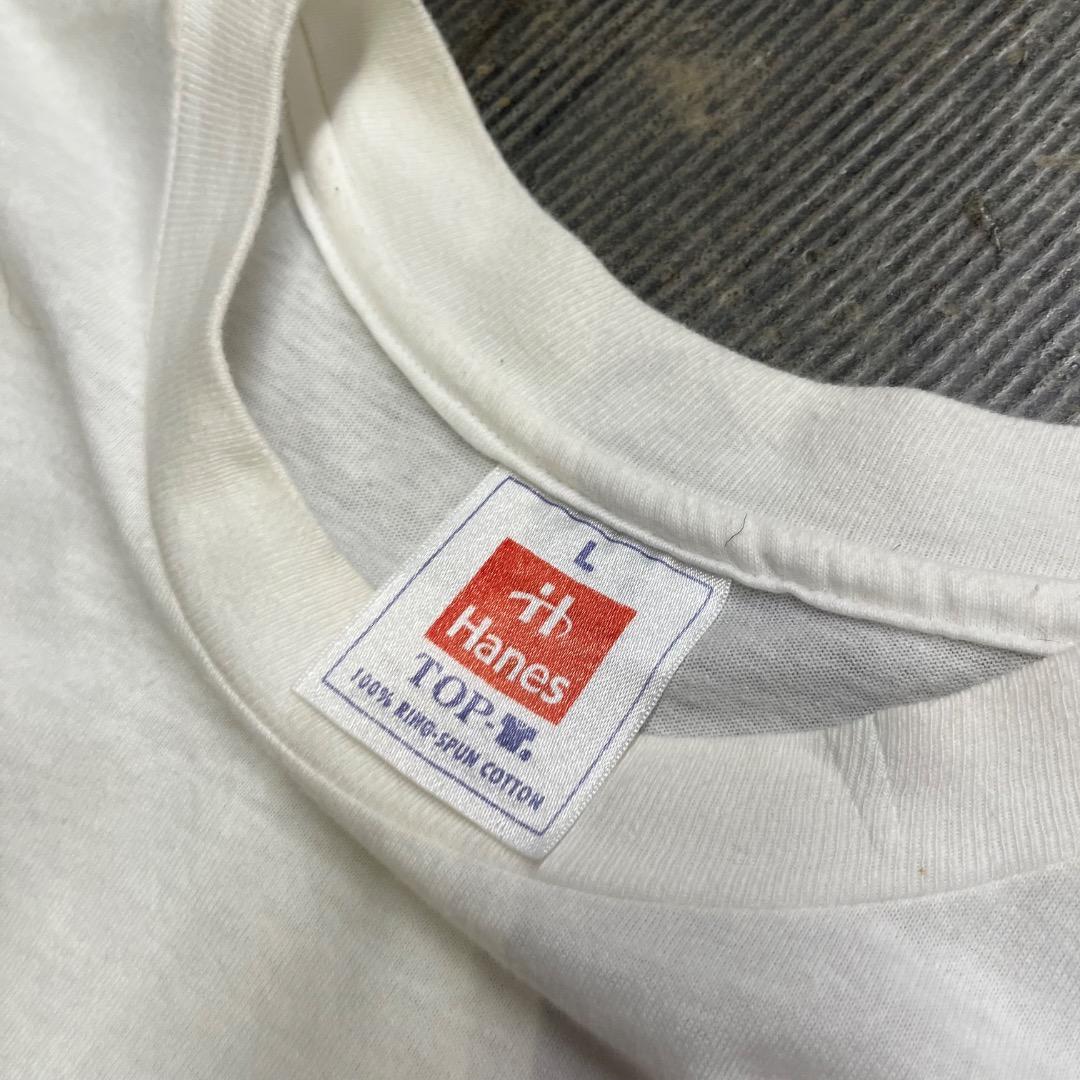 L
Hanes
TOP-T®
100% RING-SPUN COTTON